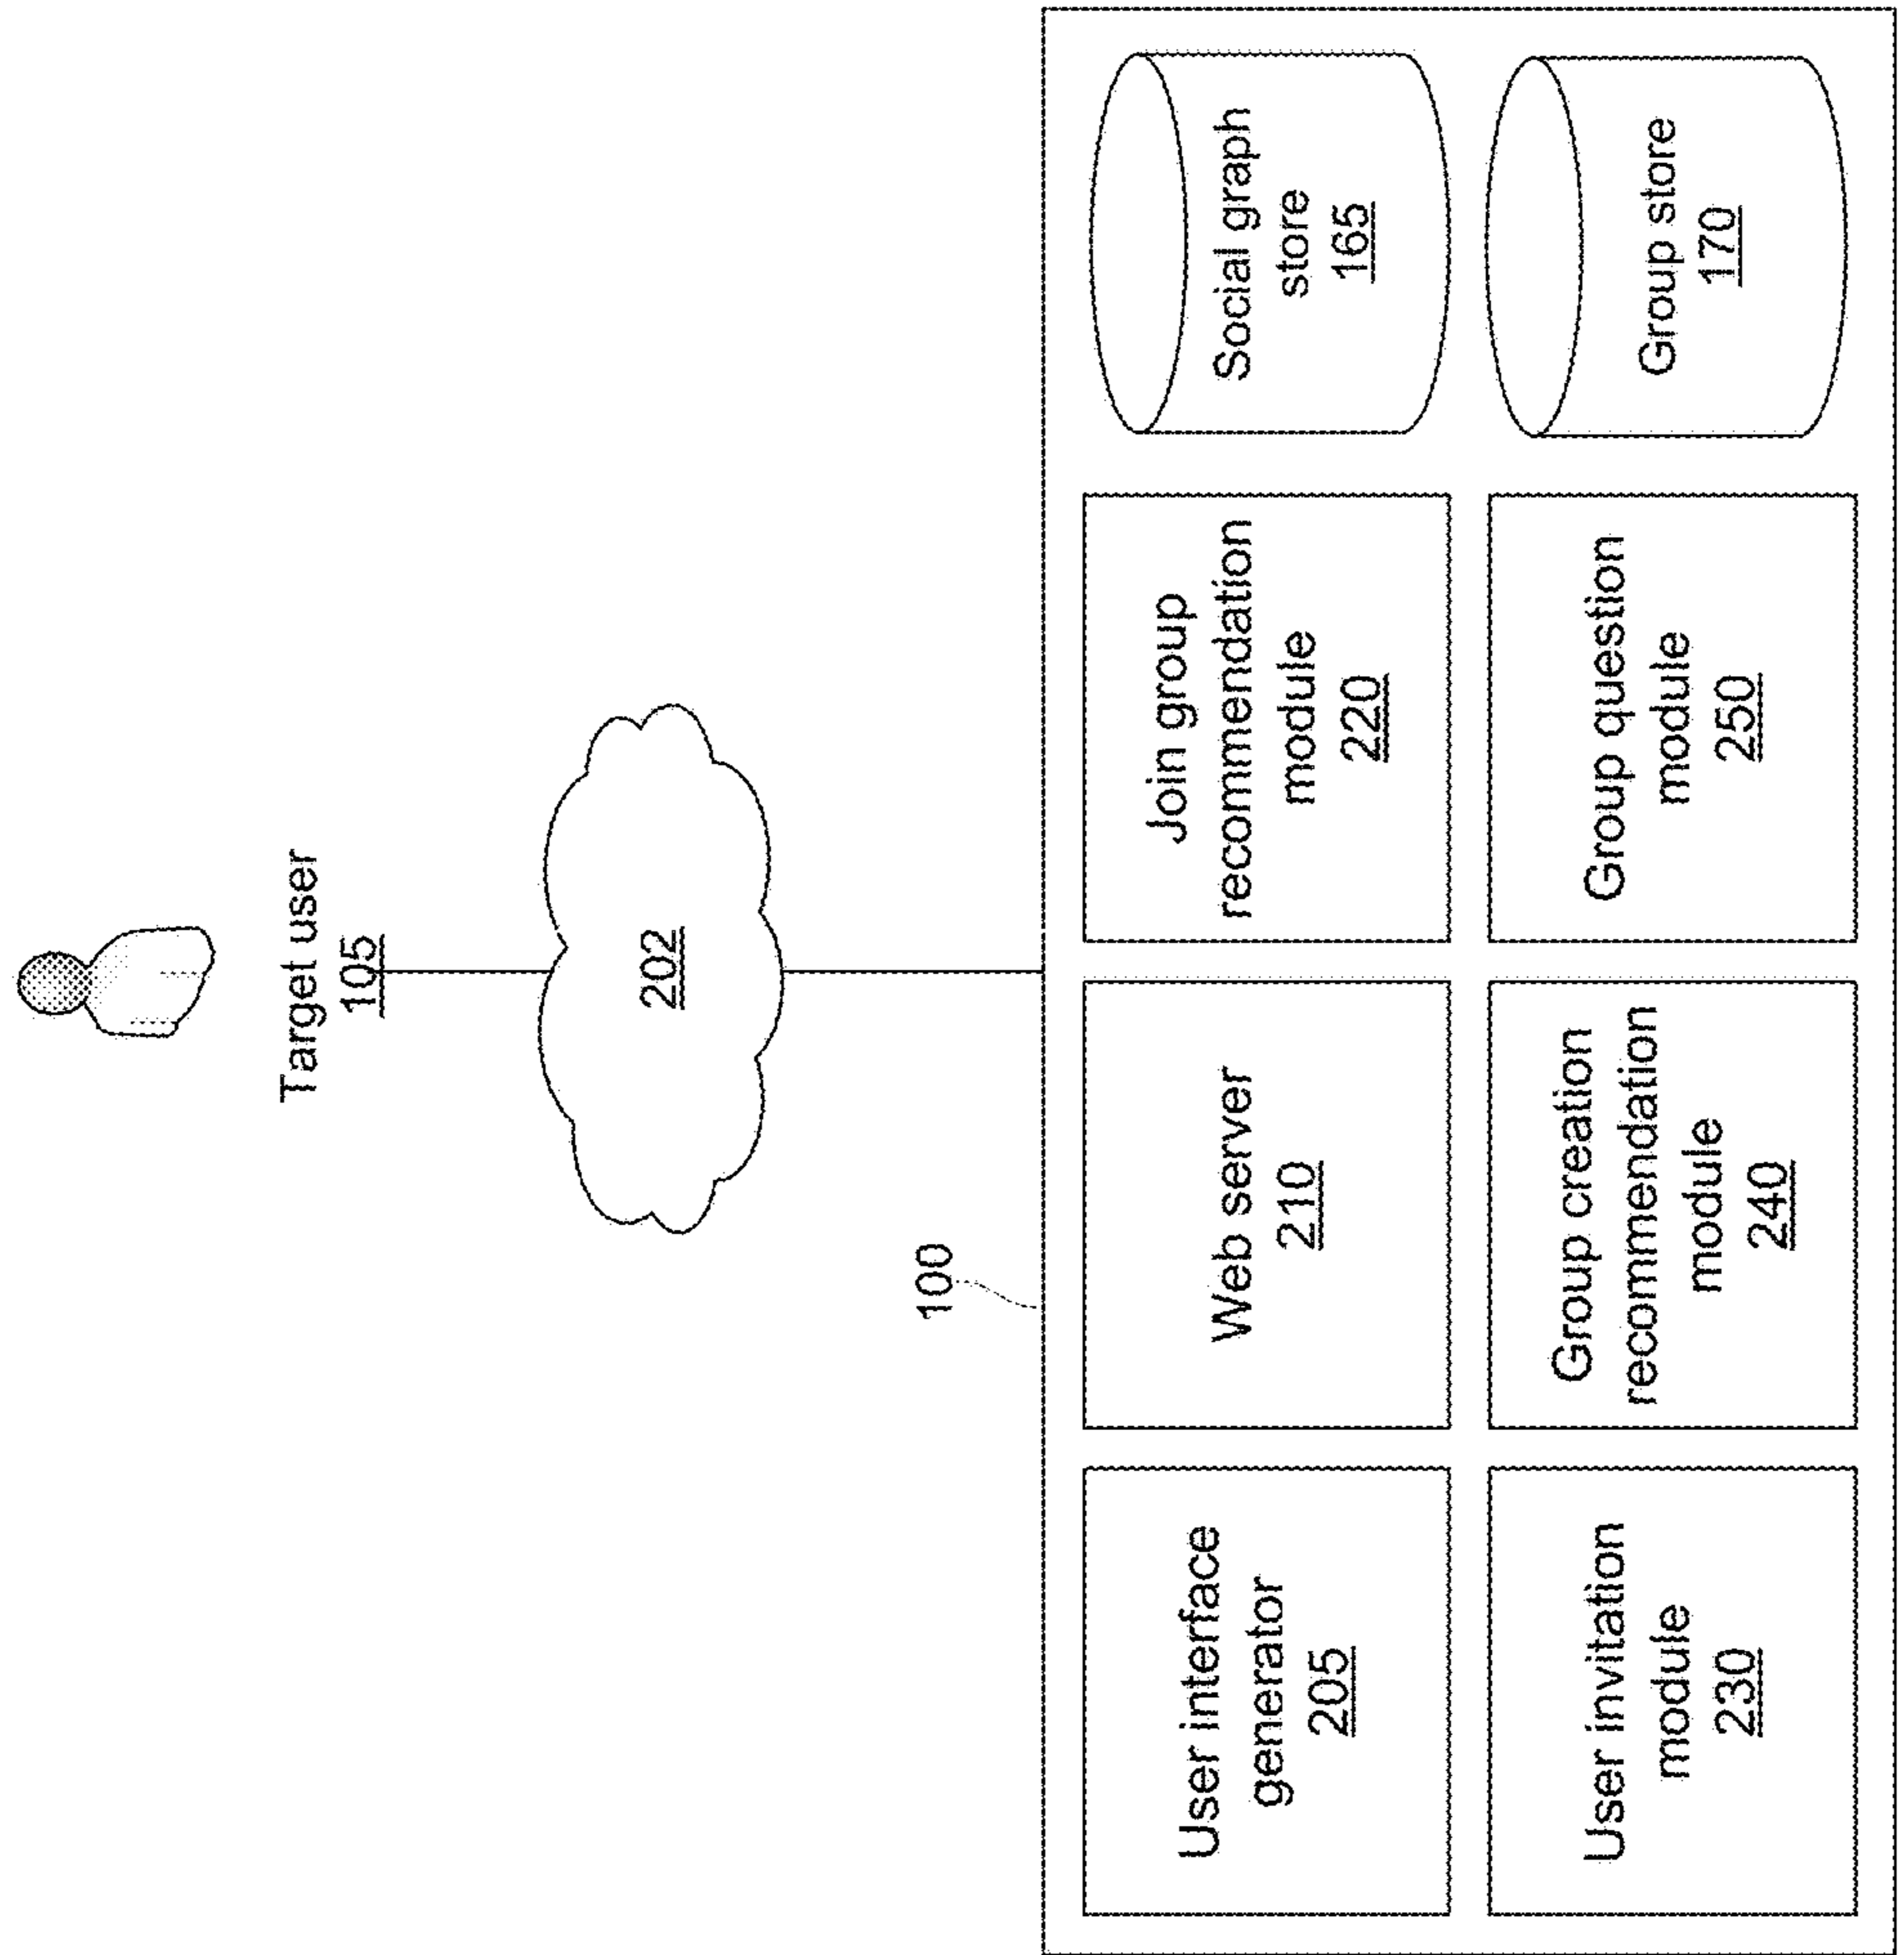 Target user
105
202
100
User interface
generator
205
Web server
210
Join group
recommendation
module
220
Social graph
store
165
User invitation
module
230
Group creation
recommendation
module
240
Group question
module
250
Group store
170